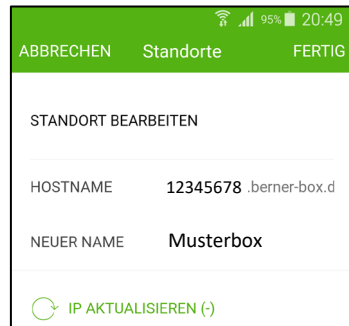 95% 20:49
ABBRECHEN Standorte FERTIG
STANDORT BEARBEITEN
HOSTNAME 12345678 .berner-box.d
NEUER NAME Musterbox
IP AKTUALISIEREN (-)